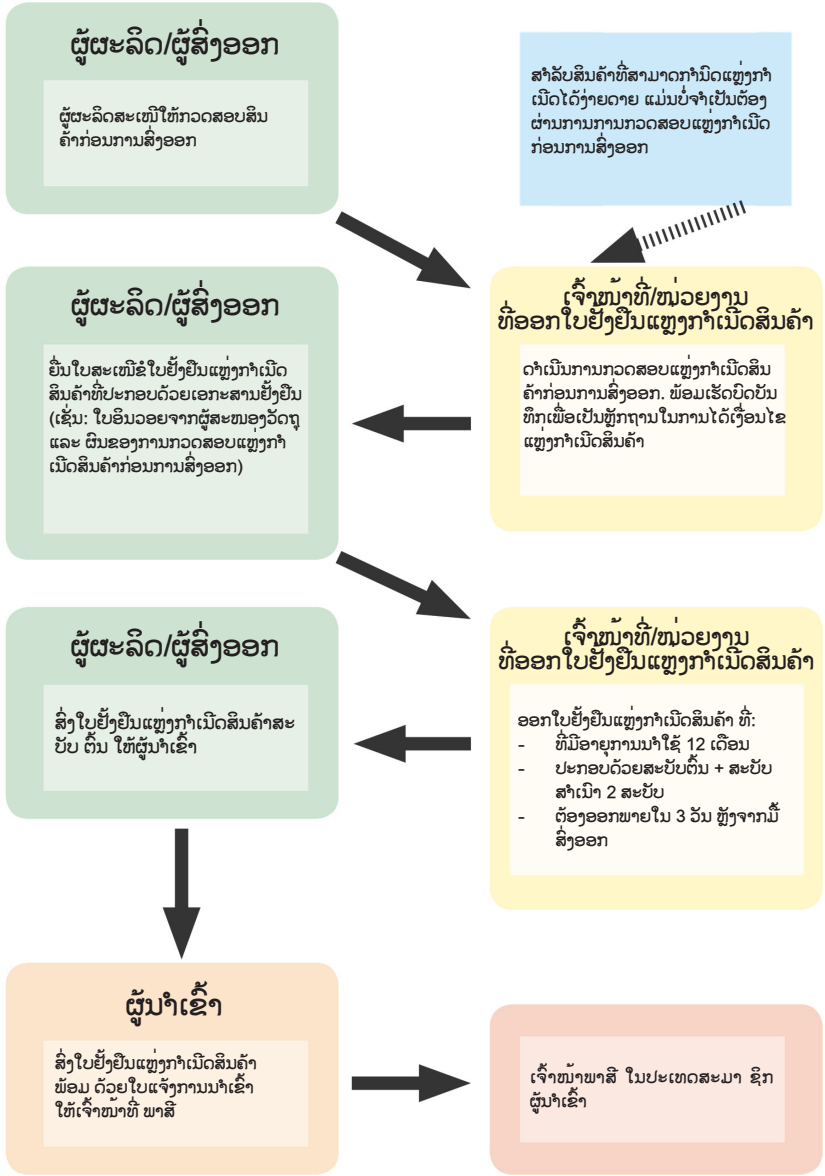 ຜູ້ຜະລິດ/ຜູ້ສົ່ງອອກ
ຜູ້ຜະລິດສະເໜີໃຫ້ກວດສອບສິນ
ຄ້າກ່ອນການສົ່ງອອກ
ສຳລັບສິນຄ້າທີ່ສາມາດກຳນົດແຫຼ່ງກຳ
ເນີດໄດ້ງ່າຍດາຍ ແມ່ນບໍ່ຈຳເປັນຕ້ອງ
ຜ່ານການການກວດສອບແຫຼ່ງກຳເນີດ
ກ່ອນການສົ່ງອອກ
ເຈົ້າໜ້າທີ່/ໜ່ວຍງານ
ທີ່ອອກໃບຢັ້ງຢືນແຫຼ່ງກຳເນີດສິນຄ້າ
ດຳເນີນການກວດສອບແຫຼ່ງກຳເນີດສິນ
ຄ້າກ່ອນການສົ່ງອອກ. ພ້ອມເຮັດບົດບັນ
ທຶກເພື່ອເປັນຫຼັກຖານໃນການໄດ້ເງື່ອນໄຂ
ແຫຼ່ງກຳເນີດສິນຄ້າ
ຜູ້ຜະລິດ/ຜູ້ສົ່ງອອກ
ຍື່ນໃບສະເໜີຂໍໃບຢັ້ງຢືນແຫຼ່ງກຳເນີດ
ສິນຄ້າທີ່ປະກອບດ້ວຍເອກະສານຢັ້ງຢືນ
(ເຊັ່ນ: ໃບອິນວອຍຈາກຜູ້ສະໜອງວັດຖຸ
ແລະ ຜົນຂອງການກວດສອບແຫຼ່ງກຳ
ເນີດສິນຄ້າກ່ອນການສົ່ງອອກ)
ເຈົ້າໜ້າທີ່/ໜ່ວຍງານ
ທີ່ອອກໃບຢັ້ງຢືນແຫຼ່ງກຳເນີດສິນຄ້າ
ອອກໃບຢັ້ງຢືນແຫຼ່ງກຳເນີດສິນຄ້າ ທີ່:
- ທີ່ມີອາຍຸການນຳໃຊ້ 12 ເດືອນ
- ປະກອບດ້ວຍສະບັບຕົ້ນ + ສະບັບ
ສຳເນົາ 2 ສະບັບ
- ຕ້ອງອອກພາຍໃນ 3 ວັນ ຫຼັງຈາກມື້
ສົ່ງອອກ
ຜູ້ຜະລິດ/ຜູ້ສົ່ງອອກ
ສົ່ງໃບຢັ້ງຢືນແຫຼ່ງກຳເນີດສິນຄ້າສະ
ບັບ ຕົ້ນ ໃຫ້ຜູ້ນຳເຂົ້າ
ຜູ້ນຳເຂົ້າ
ສົ່ງໃບຢັ້ງຢືນແຫຼ່ງກຳເນີດສິນຄ້າ
ພ້ອມ ດ້ວຍໃບແຈ້ງການນຳເຂົ້າ
ໃຫ້ເຈົ້າໜ້າທີ່ ພາສີ
ເຈົ້າໜ້າພາສີ ໃນປະເທດສະມາ ຊິກ
ຜູ້ນຳເຂົ້າ